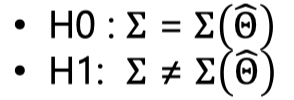 • H0 : Σ = Σ(Θ̂)
• H1: Σ ≠ Σ(Θ̂)